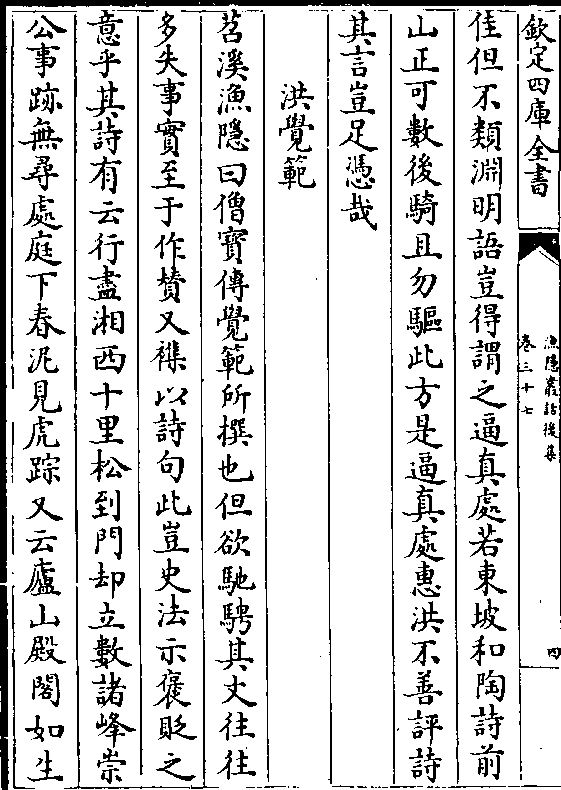 欽定四庫全書
漁隱叢話後集
卷三十七
四
佳但不類淵明語豈得謂之逼真處若東坡和陶詩前
山正可數後騎且勿驅此方是逼真處惠洪不善評詩
其言豈足憑哉
洪覺範
苕溪漁隱曰僧寶傳覺範所撰也但欲馳騁其文往往
多失事實至于作贊又襍以詩句此豈史法示褒貶之
意乎其詩有云行盡湘西十里松到門却立數諸峰崇
公事跡無尋處庭下春泥見虎踪又云廬山殿閣如生